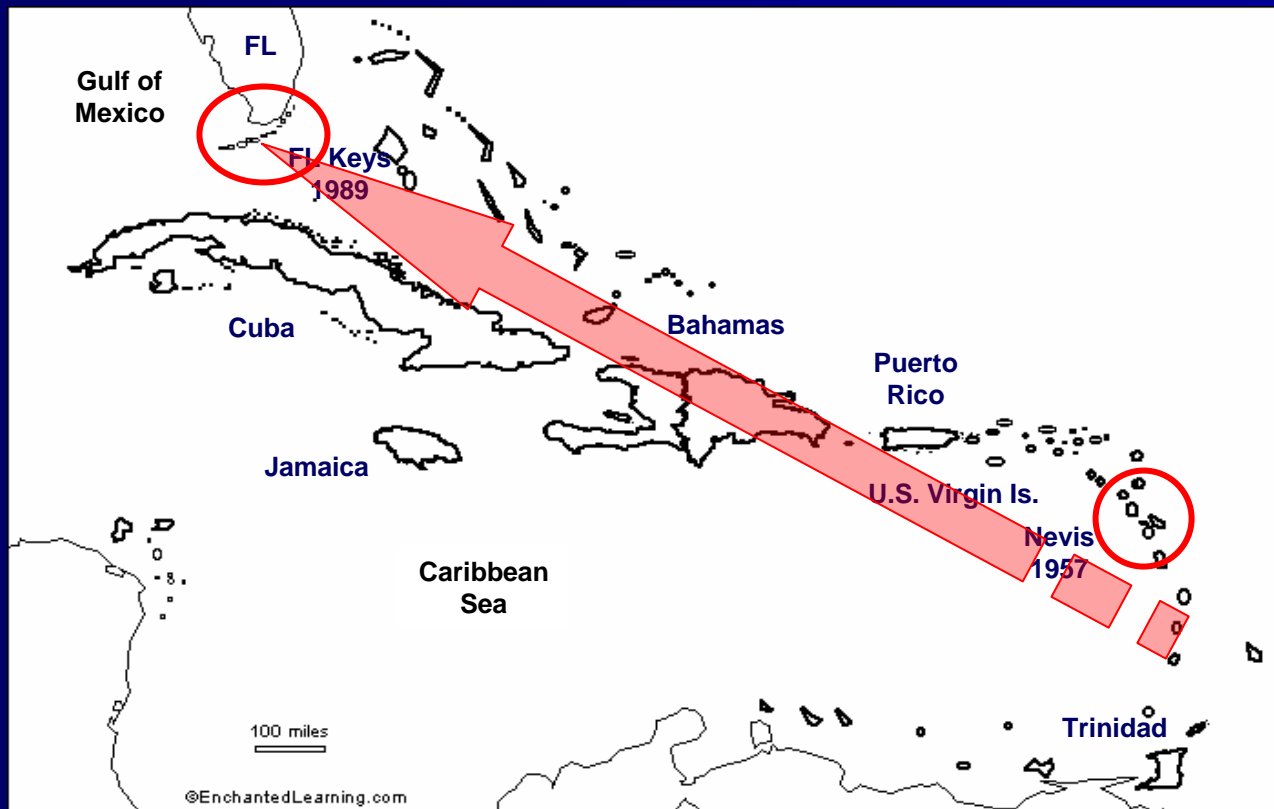 FL
Gulf of
Mexico
FL Keys
1989
Cuba
Bahamas
Puerto
Rico
Jamaica
U.S. Virgin Is.
Nevis
1957
Caribbean
Sea
Trinidad
100 miles
©EnchantedLearning.com